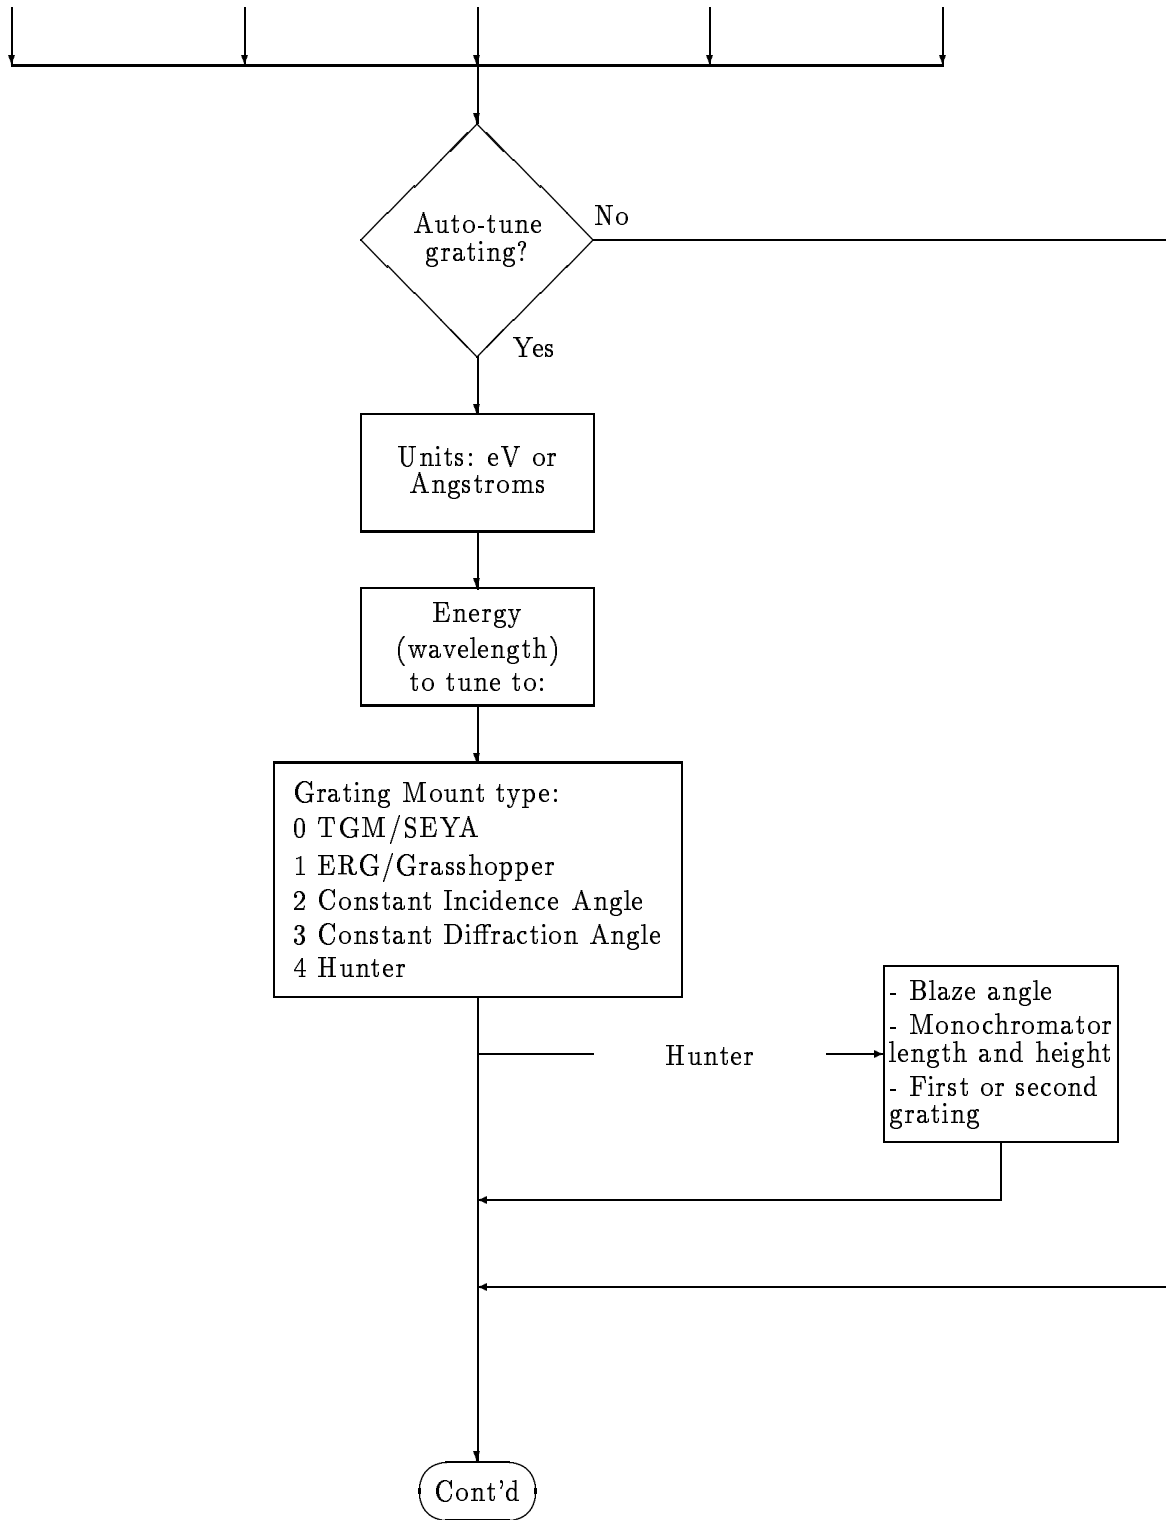 Auto-tune
grating?
No
Yes
Units: eV or
Angstroms
Energy
(wavelength)
to tune to:
Grating Mount type:
0 TGM/SEYA
1 ERG/Grasshopper
2 Constant Incidence Angle
3 Constant Diffraction Angle
4 Hunter
Hunter
- Blaze angle
- Monochromator
length and height
- First or second
grating
Cont'd